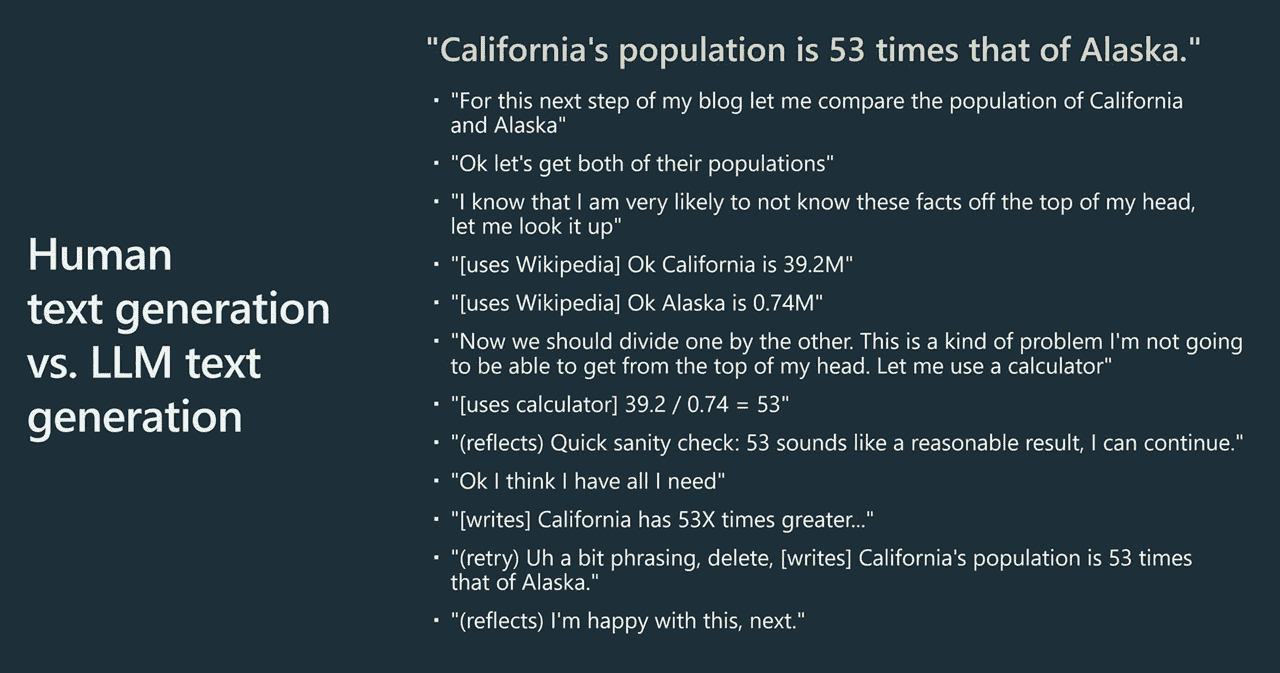 "California's population is 53 times that of Alaska."
Human
text generation
vs. LLM text
generation
▪ "For this next step of my blog let me compare the population of California
and Alaska"
▪ "Ok let's get both of their populations"
▪ "I know that I am very likely to not know these facts off the top of my head,
let me look it up"
▪ "[uses Wikipedia] Ok California is 39.2M"
▪ "[uses Wikipedia] Ok Alaska is 0.74M"
▪ "Now we should divide one by the other. This is a kind of problem I'm not going
to be able to get from the top of my head. Let me use a calculator"
▪ "[uses calculator] 39.2 / 0.74 = 53"
▪ "(reflects) Quick sanity check: 53 sounds like a reasonable result, I can continue."
▪ "Ok I think I have all I need"
▪ "[writes] California has 53X times greater..."
▪ "(retry) Uh a bit phrasing, delete, [writes] California's population is 53 times
that of Alaska."
▪ "(reflects) I'm happy with this, next."